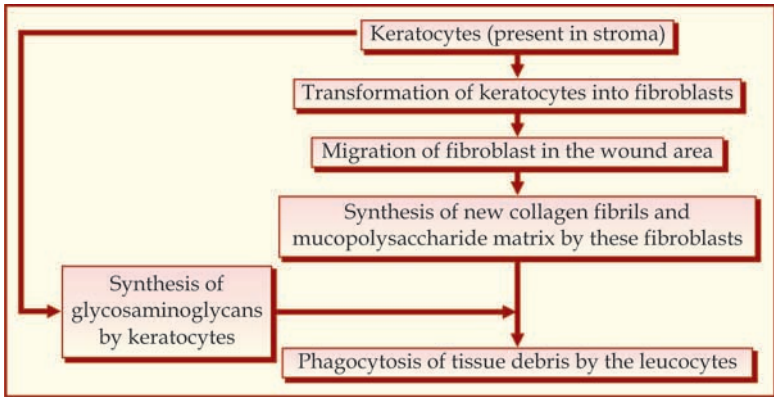 Keratocytes (present in stroma)
Transformation of keratocytes into fibroblasts
Migration of fibroblast in the wound area
Synthesis of new collagen fibrils and
mucopolysaccharide matrix by these fibroblasts
Synthesis of
glycosaminoglycans
by keratocytes
Phagocytosis of tissue debris by the leucocytes